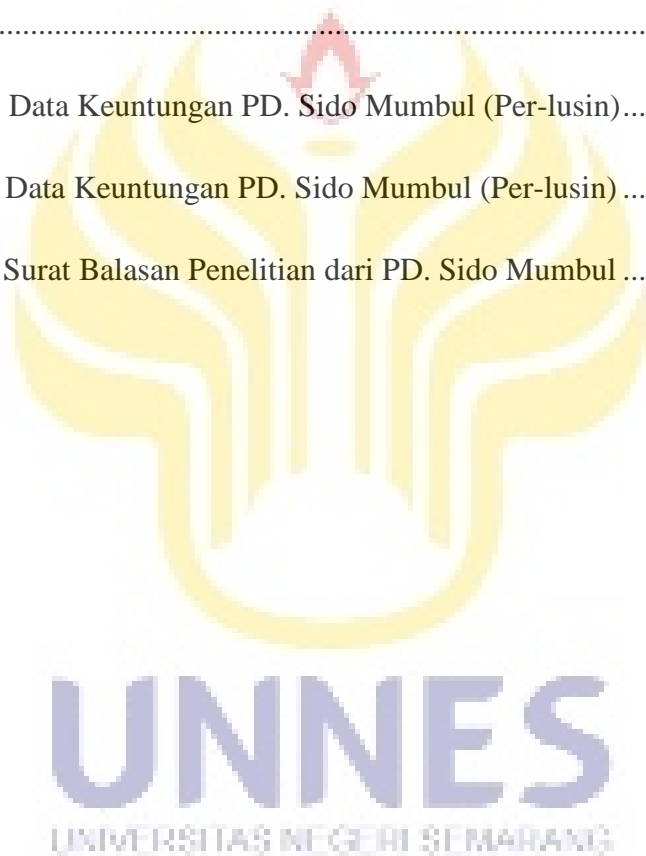 ................................................................................
Data Keuntungan PD. Sido Mumbul (Per-lusin)...
Data Keuntungan PD. Sido Mumbul (Per-lusin) ...
Surat Balasan Penelitian dari PD. Sido Mumbul ...
UNNES
UNIVERSITAS NEGERI SEMARANG